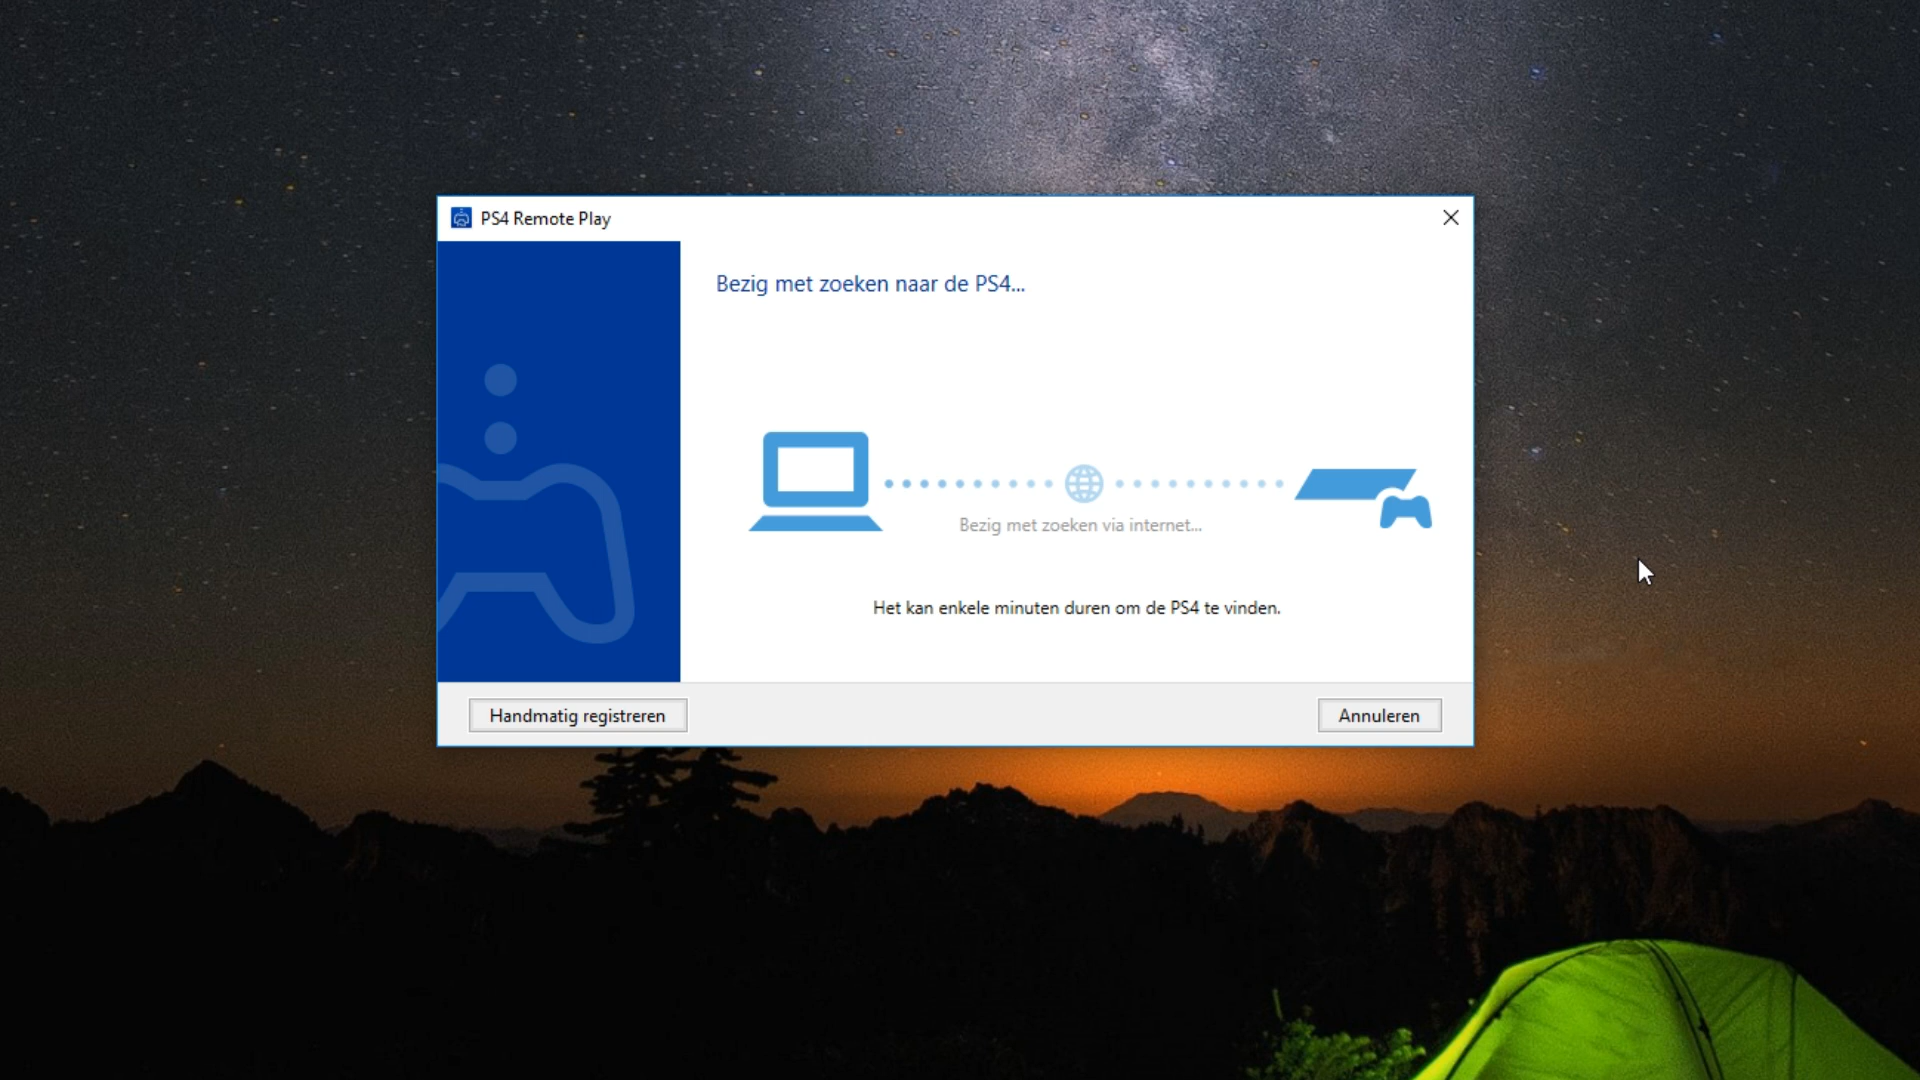 PS4 Remote Play
Bezig met zoeken naar de PS4...
Bezig met zoeken via internet...
Het kan enkele minuten duren om de PS4 te vinden.
Handmatig registreren
Annuleren